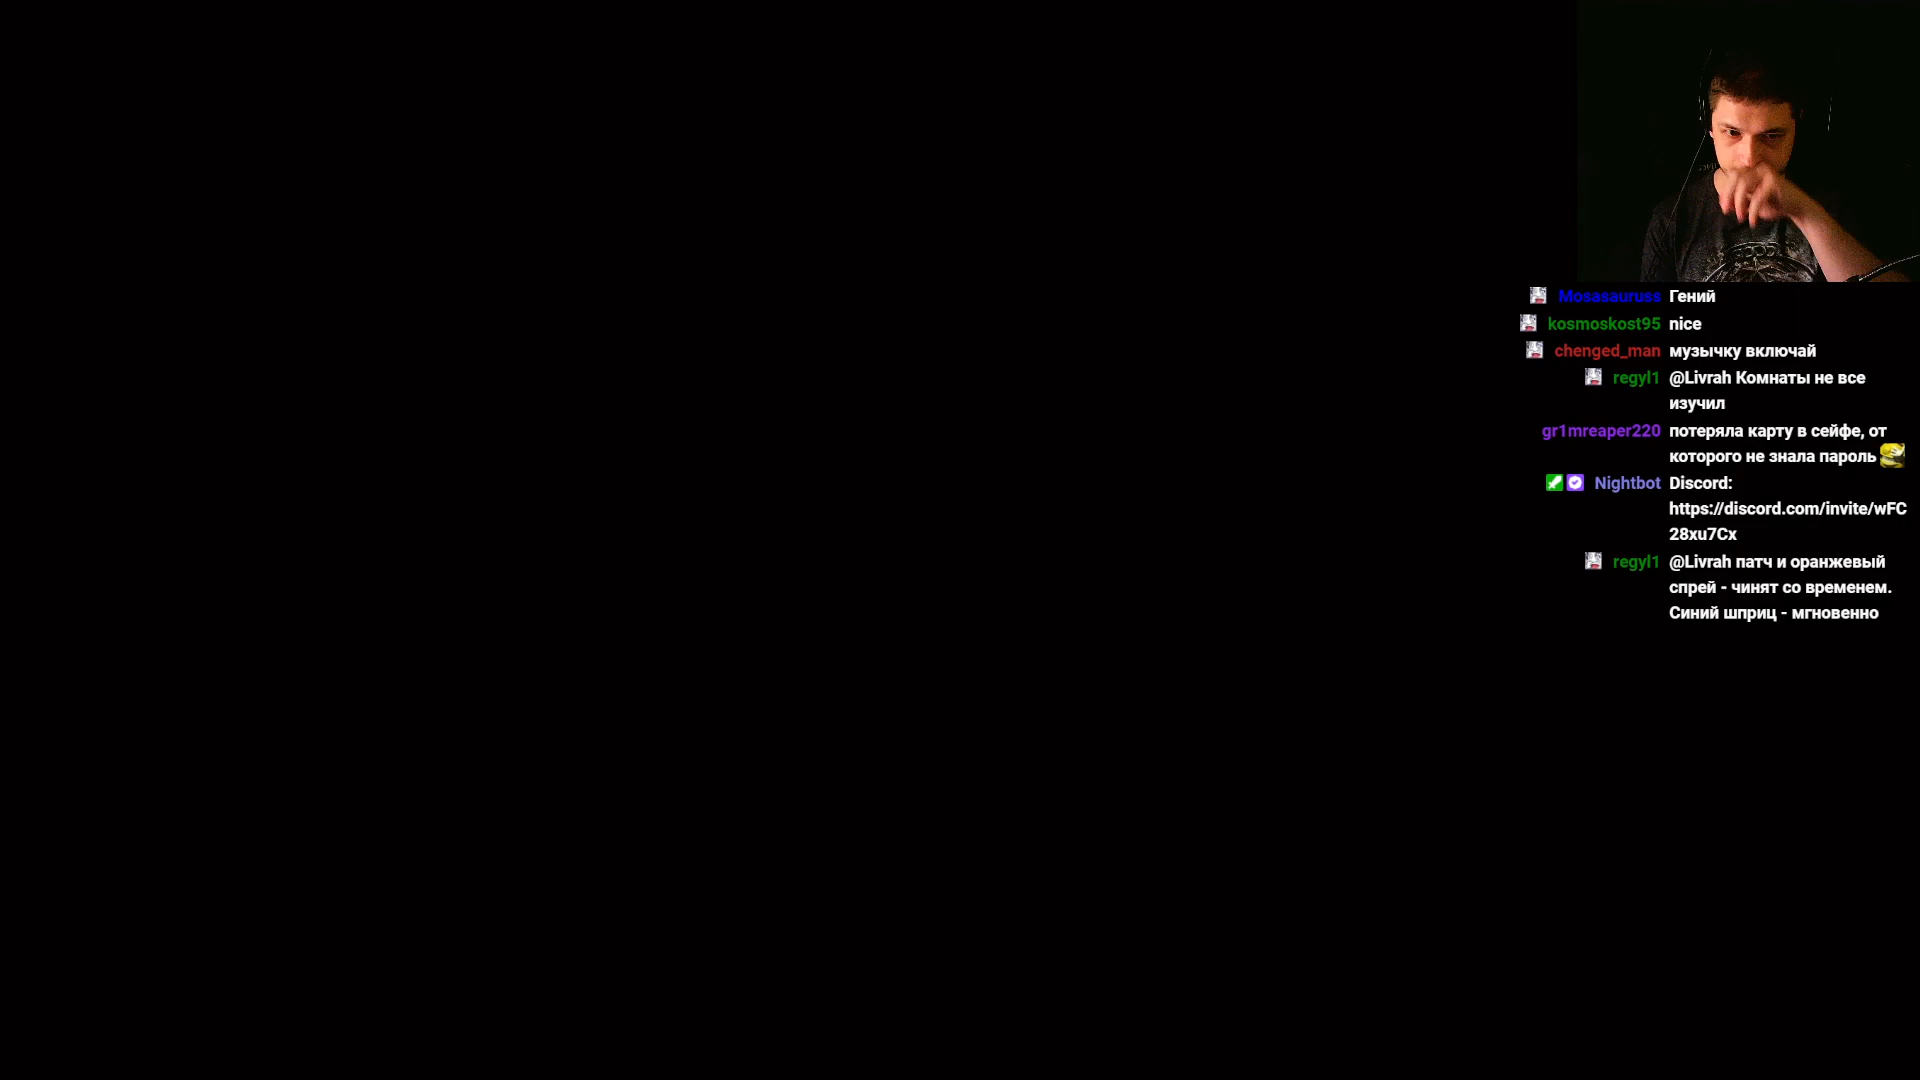 Mosasauruss Гений
kosmoskost95 nice
chenged_man музычку включай
regyl1 @Livrah Комнаты не все
изучил
gr1mreaper220 потеряла карту в сейфе, от
которого не знала пароль
Nightbot Discord:
https://discord.com/invite/wFC
28xu7Cx
regyl1 @Livrah патч и оранжевый
спрей - чинят со временем.
Синий шприц - мгновенно